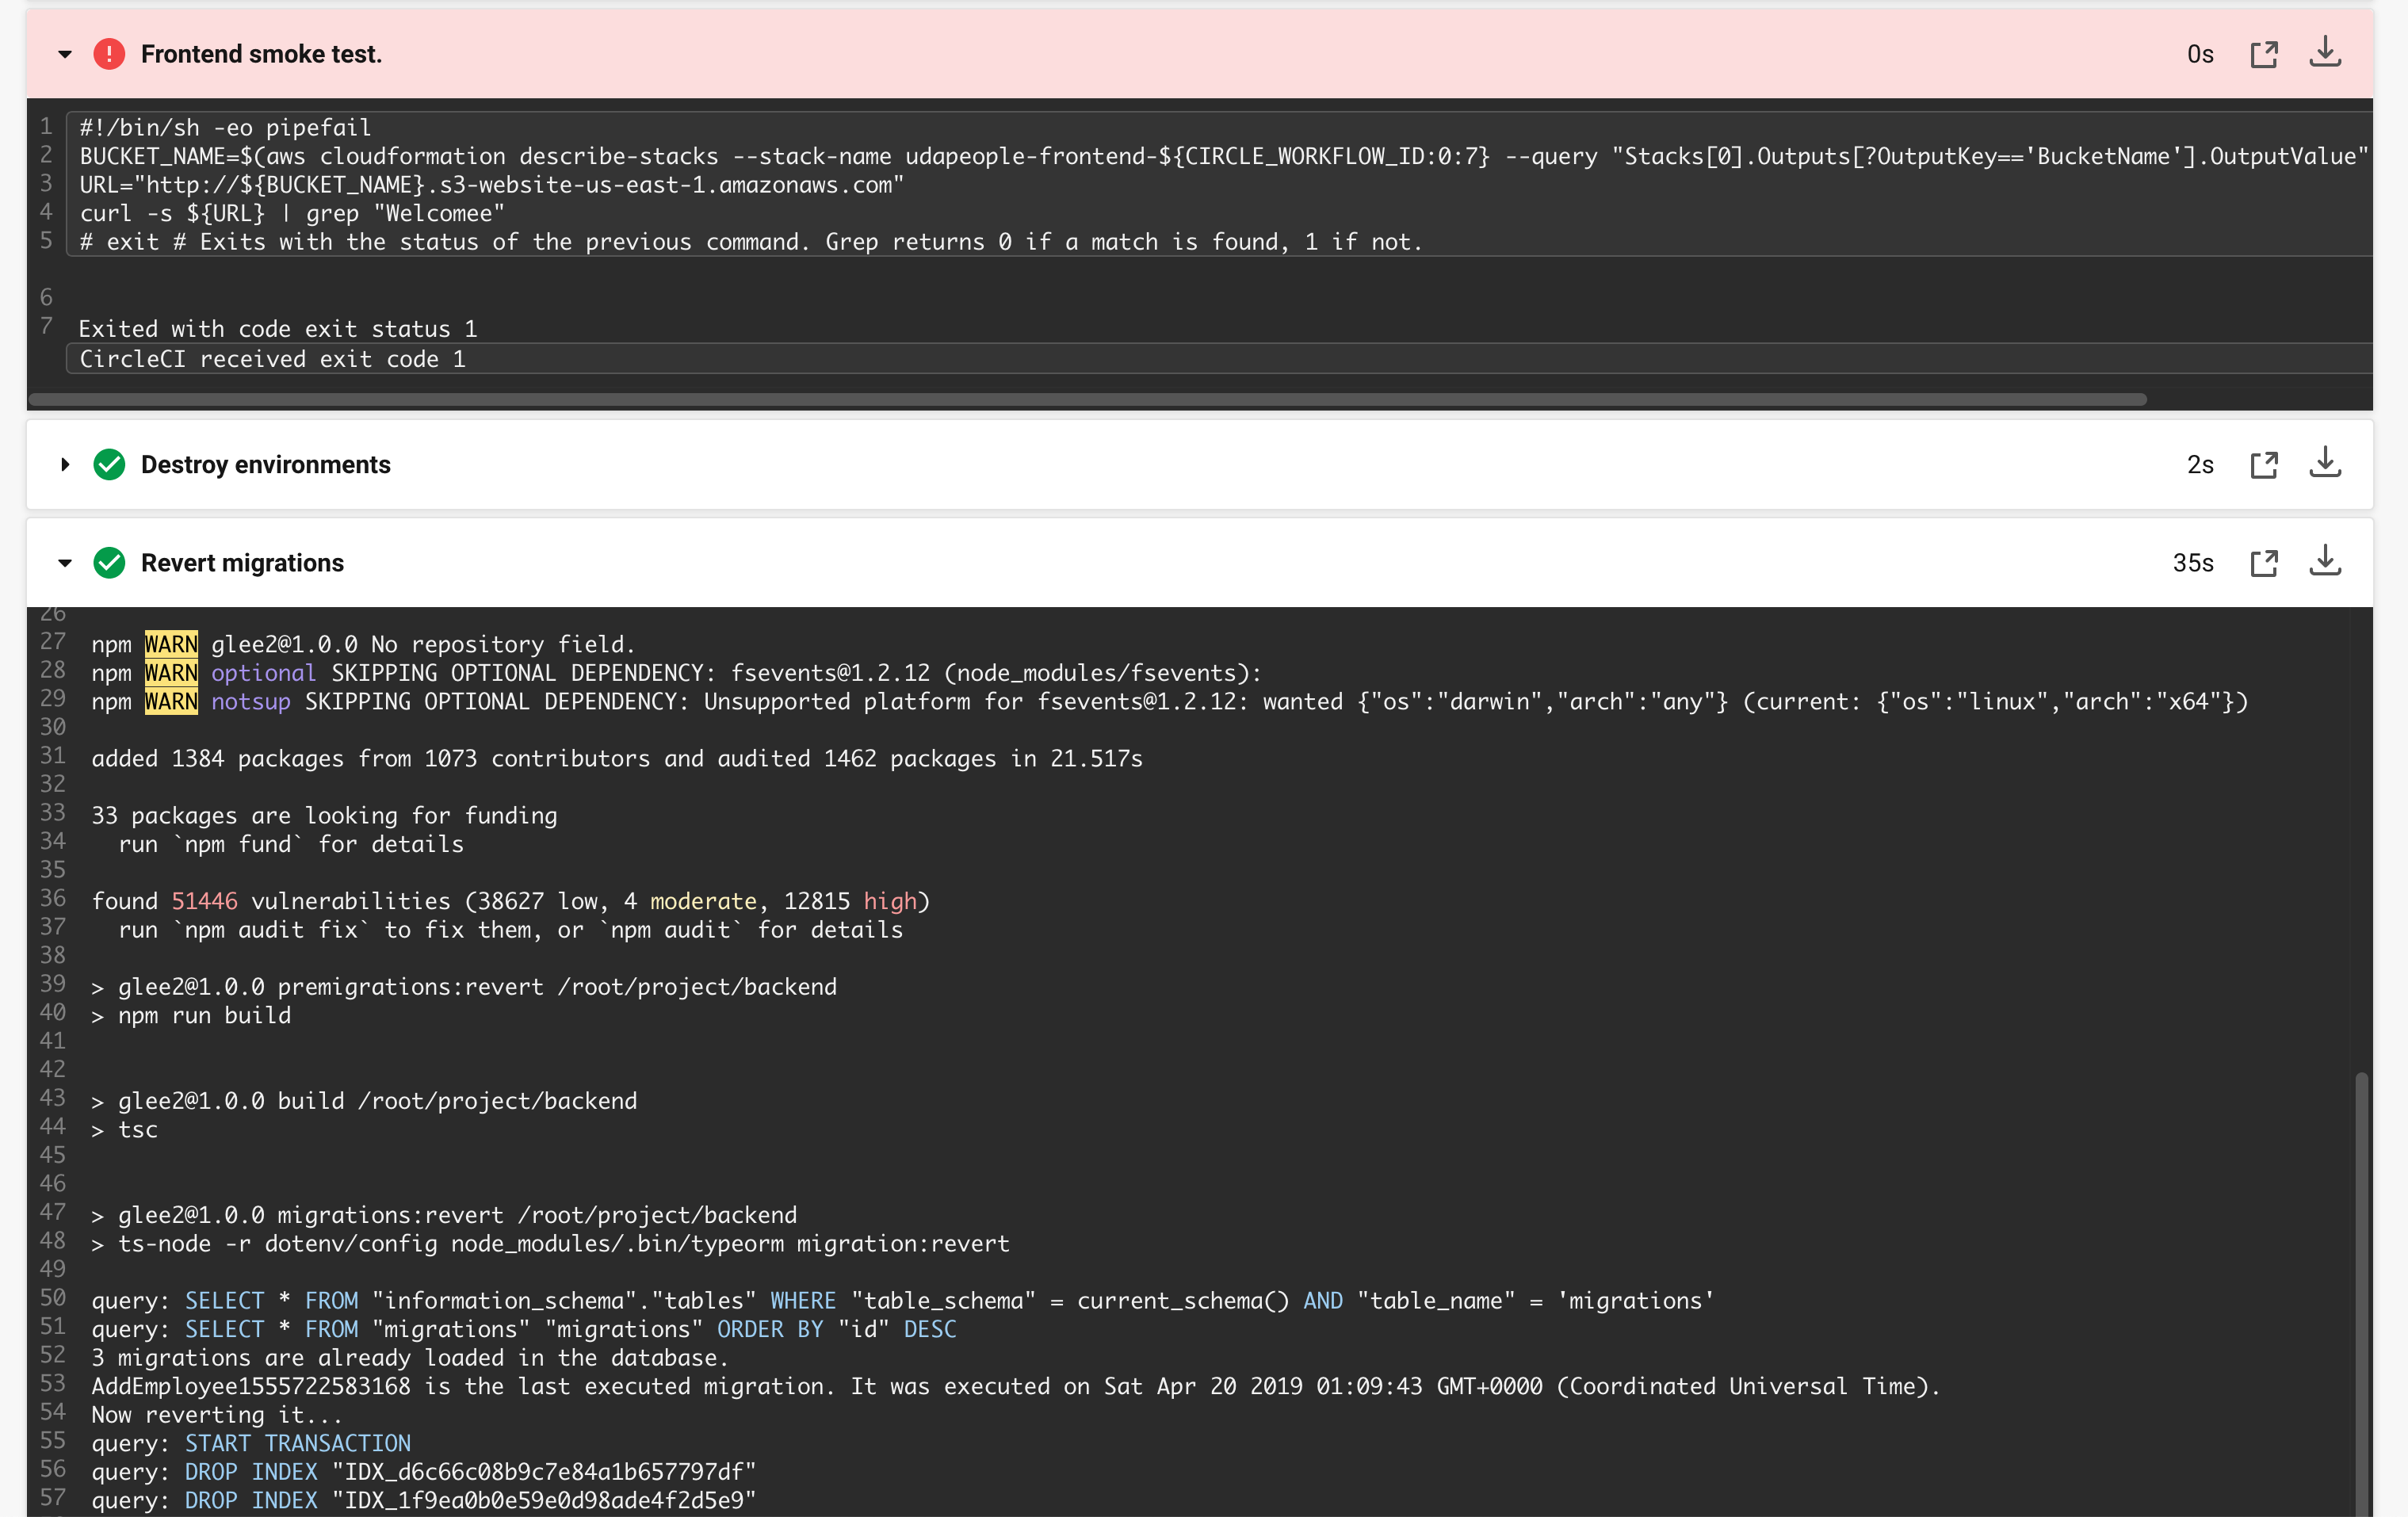 Frontend smoke test.
0s
1 #!/bin/sh -eo pipefail
2 BUCKET_NAME=$(aws cloudformation describe-stacks --stack-name udapeople-frontend-${CIRCLE_WORKFLOW_ID:0:7} --query "Stacks[0].Outputs[?OutputKey=='BucketName'].OutputValue"
3 URL="http://${BUCKET_NAME}.s3-website-us-east-1.amazonaws.com"
4 curl -s ${URL} | grep "Welcomee"
5 # exit # Exits with the status of the previous command. Grep returns 0 if a match is found, 1 if not.
6
7 Exited with code exit status 1
CircleCI received exit code 1
Destroy environments
2s
Revert migrations
35s
26
27 npm WARN glee2@1.0.0 No repository field.
28 npm WARN optional SKIPPING OPTIONAL DEPENDENCY: fsevents@1.2.12 (node_modules/fsevents):
29 npm WARN notsup SKIPPING OPTIONAL DEPENDENCY: Unsupported platform for fsevents@1.2.12: wanted {"os":"darwin","arch":"any"} (current: {"os":"linux","arch":"x64"})
30
31 added 1384 packages from 1073 contributors and audited 1462 packages in 21.517s
32
33 33 packages are looking for funding
34 run `npm fund` for details
35
36 found 51446 vulnerabilities (38627 low, 4 moderate, 12815 high)
37 run `npm audit fix` to fix them, or `npm audit` for details
38
39 > glee2@1.0.0 premigrations:revert /root/project/backend
40 > npm run build
41
42
43 > glee2@1.0.0 build /root/project/backend
44 > tsc
45
46
47 > glee2@1.0.0 migrations:revert /root/project/backend
48 > ts-node -r dotenv/config node_modules/.bin/typeorm migration:revert
49
50 query: SELECT * FROM "information_schema"."tables" WHERE "table_schema" = current_schema() AND "table_name" = 'migrations'
51 query: SELECT * FROM "migrations" "migrations" ORDER BY "id" DESC
52 3 migrations are already loaded in the database.
53 AddEmployee1555722583168 is the last executed migration. It was executed on Sat Apr 20 2019 01:09:43 GMT+0000 (Coordinated Universal Time).
54 Now reverting it...
55 query: START TRANSACTION
56 query: DROP INDEX "IDX_d6c66c08b9c7e84a1b657797df"
57 query: DROP INDEX "IDX_1f9ea0b0e59e0d98ade4f2d5e9"